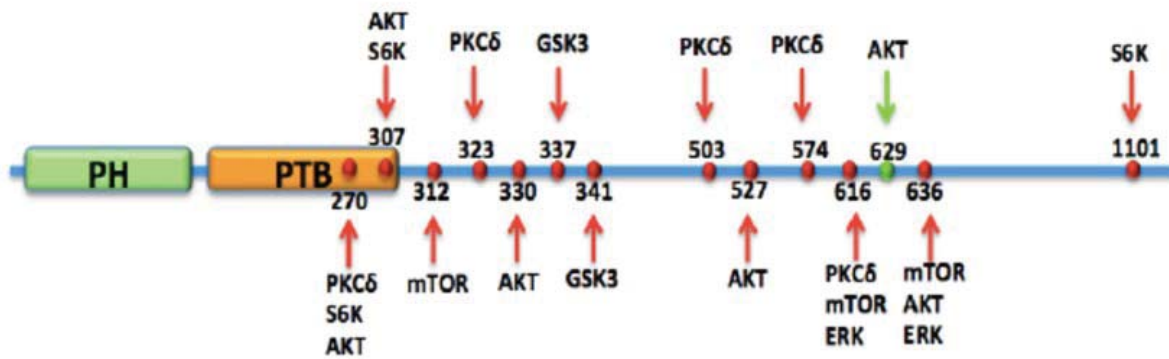 AKT
S6K
PKCδ
GSK3
PKCδ
PKCδ
AKT
S6K
307
323
337
503
574
629
1101
PH
PTB
270
312
330
341
527
616
636
PKCδ
S6K
AKT
mTOR
AKT
GSK3
AKT
PKCδ
mTOR
ERK
mTOR
AKT
ERK